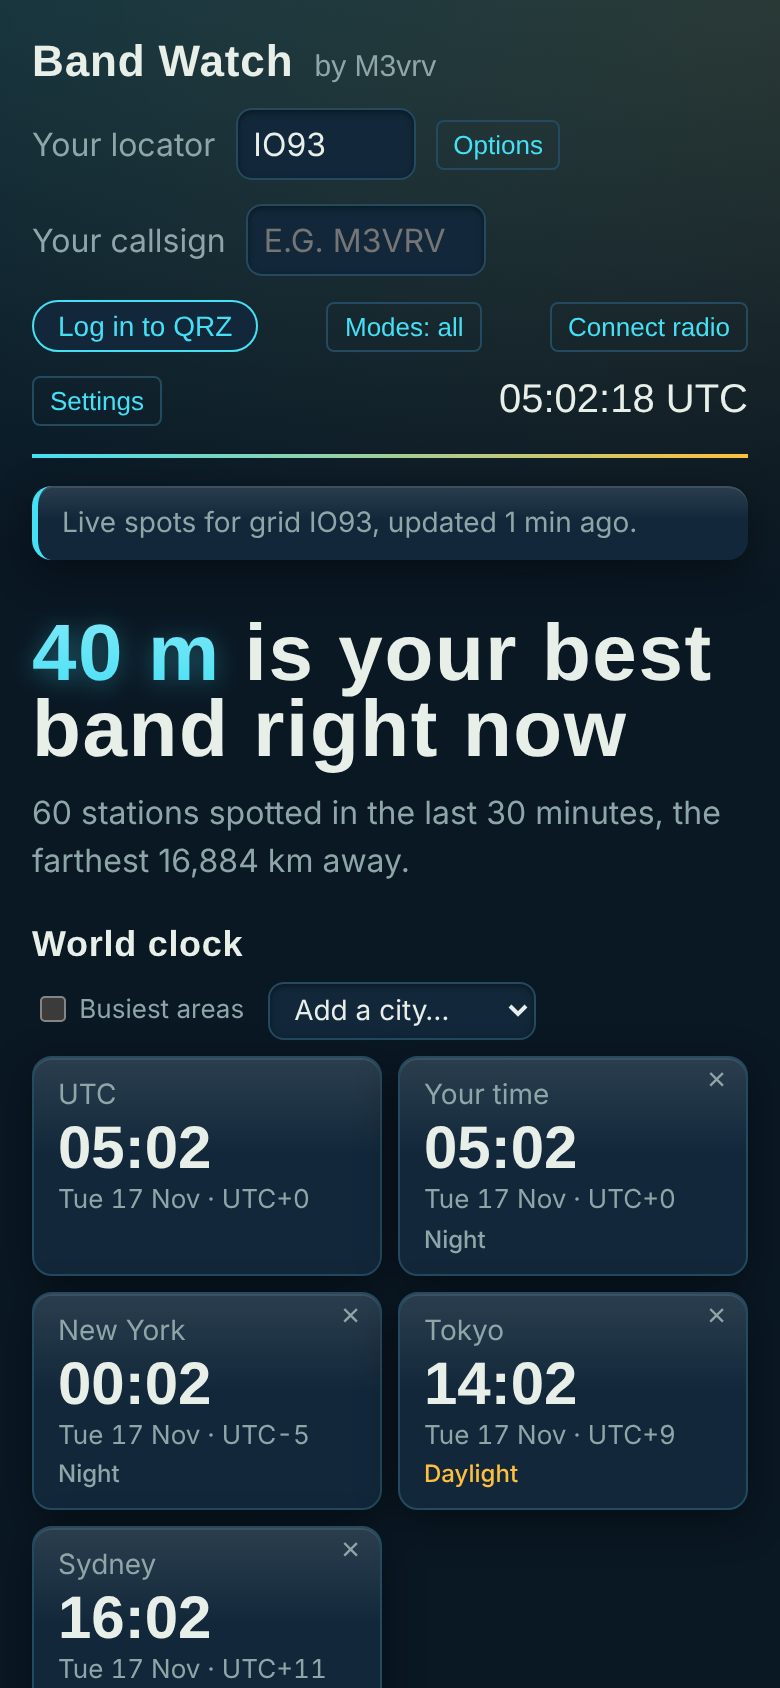 Band Watch by M3vrv
Your locator IO93 Options
Your callsign E.G. M3VRV
Log in to QRZ Modes: all Connect radio
Settings 05:02:18 UTC
Live spots for grid IO93, updated 1 min ago.
40 m is your best
band right now
60 stations spotted in the last 30 minutes, the
farthest 16,884 km away.
World clock
Busiest areas Add a city...
UTC
05:02
Tue 17 Nov · UTC+0
Your time ×
05:02
Tue 17 Nov · UTC+0
Night
New York ×
00:02
Tue 17 Nov · UTC-5
Night
Tokyo ×
14:02
Tue 17 Nov · UTC+9
Daylight
Sydney ×
16:02
Tue 17 Nov · UTC+11